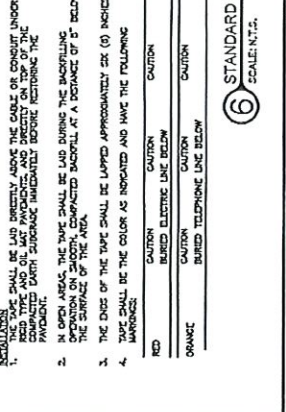 INSTALLATION
1. THE TAPE SHALL BE LAID DIRECTLY ABOVE THE CABLE OR CONDUIT UNDER
RIGID TYPE AND OIL MAT PAVEMENTS, AND DIRECTLY ON TOP OF THE
COMPACTED EARTH SUBGRADE IMMEDIATELY BEFORE RESTORING THE
PAVEMENT.
2. IN OPEN AREAS, THE TAPE SHALL BE LAID DURING THE BACKFILLING
OPERATION ON SMOOTH, COMPACTED BACKFILL AT A DISTANCE OF 5" BELO
THE SURFACE OF THE AREA.
3. THE ENDS OF THE TAPE SHALL BE LAPPED APPROXIMATELY SIX (6) INCHES
4. TAPE SHALL BE THE COLOR AS INDICATED AND HAVE THE FOLLOWING
MARKINGS:
RED CAUTION CAUTION CAUTION
BURIED ELECTRIC LINE BELOW
ORANGE CAUTION CAUTION CAUTION
BURIED TELEPHONE LINE BELOW
6 STANDARD
SCALE: N.T.S.